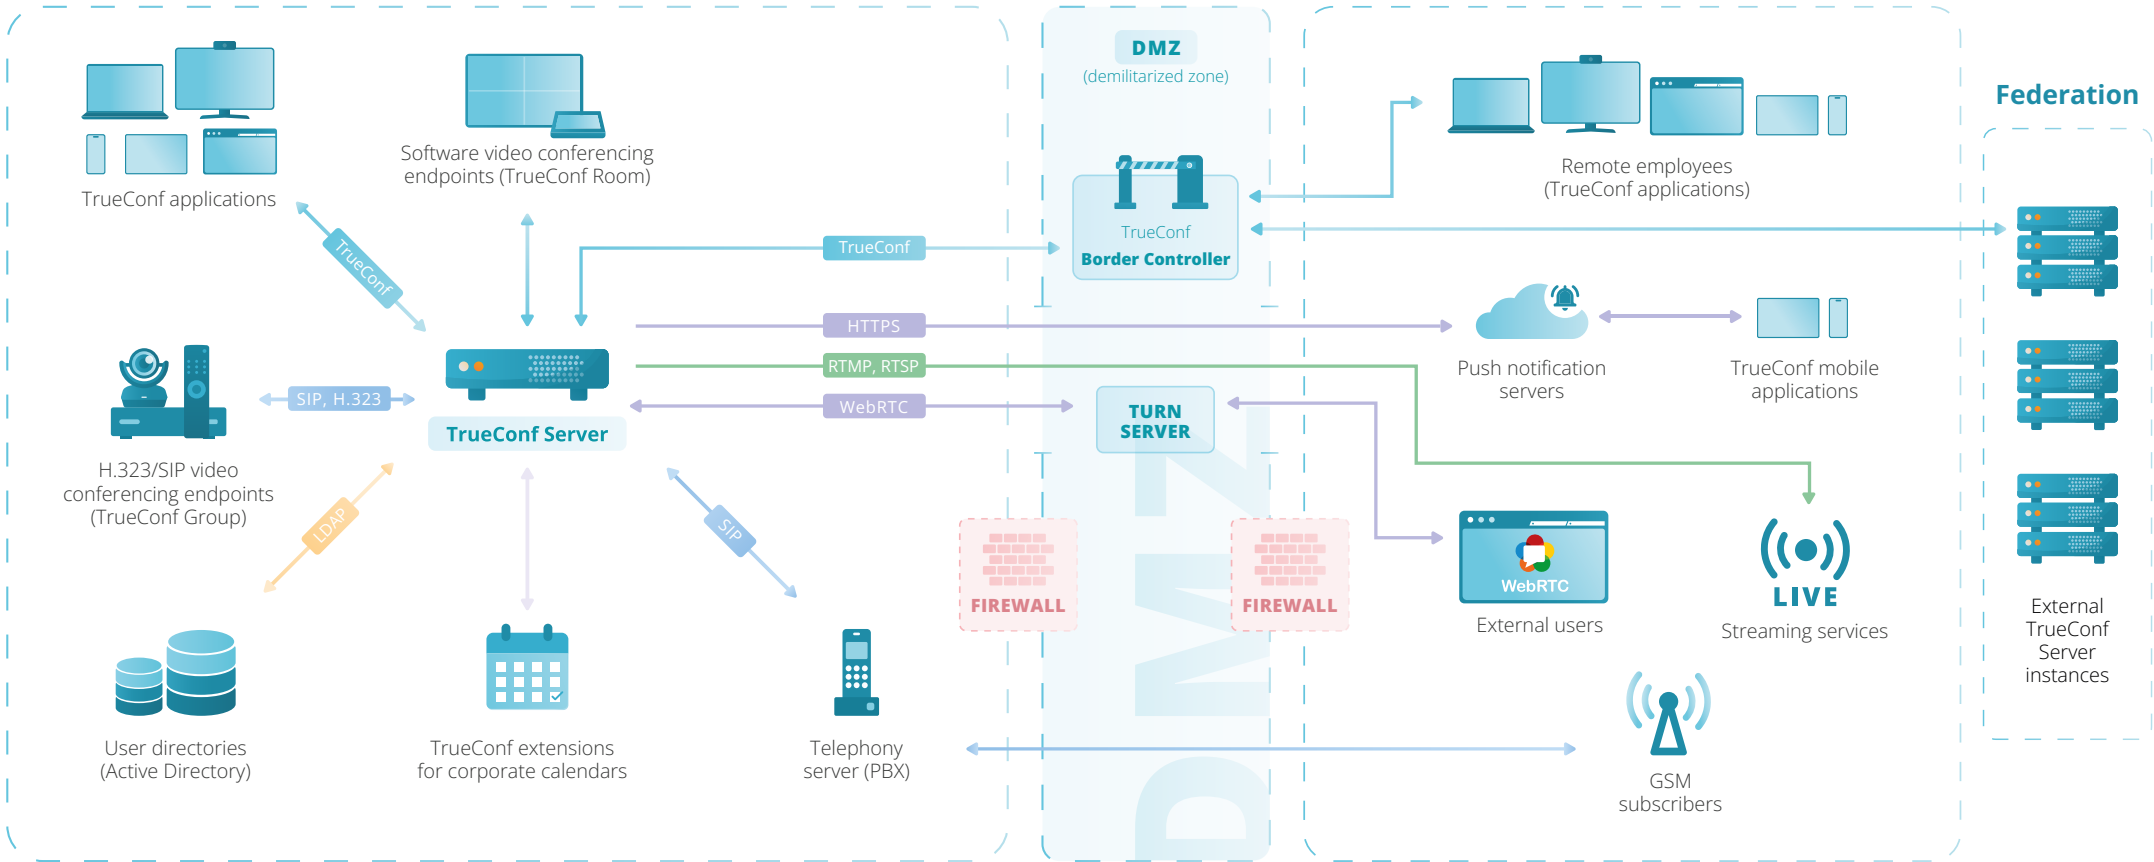 TrueConf applications
Software video conferencing
endpoints (TrueConf Room)
TrueConf
H.323/SIP video
conferencing endpoints
(TrueConf Group)
SIP, H.323
TrueConf Server
LDAP
SIP
User directories
(Active Directory)
TrueConf extensions
for corporate calendars
Telephony
server (PBX)
TrueConf
HTTPS
RTMP, RTSP
WebRTC
DMZ
(demilitarized zone)
TrueConf
Border Controller
TURN
SERVER
DMZ
FIREWALL
FIREWALL
Remote employees
(TrueConf applications)
Push notification
servers
TrueConf mobile
applications
WebRTC
External users
LIVE
Streaming services
GSM
subscribers
Federation
External
TrueConf
Server
instances